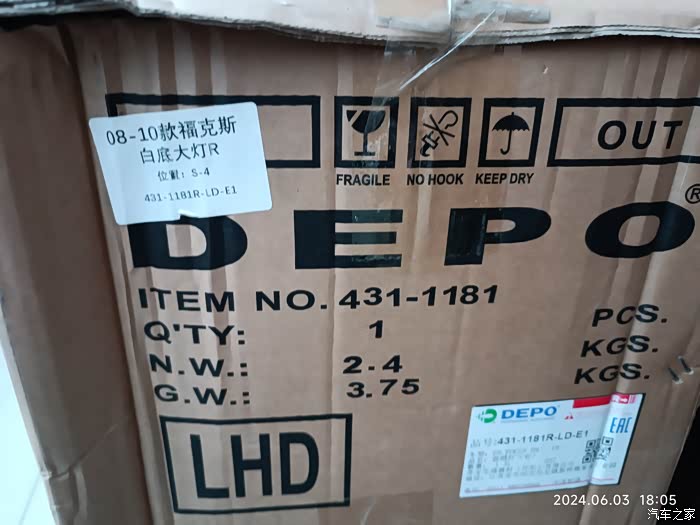 08-10款福克斯
白底大灯R
位置：S-4
431-1181R-LD-E1
OUT
FRAGILE
NO HOOK
KEEP DRY
DEPO®
ITEM NO. 431-1181
Q'TY: 1 PCS.
N.W.: 2.4 KGS.
G.W.: 3.75 KGS.
LHD
DEPO
431-1181R-LD-E1
EAC
2024.06.03 18:05
汽车之家